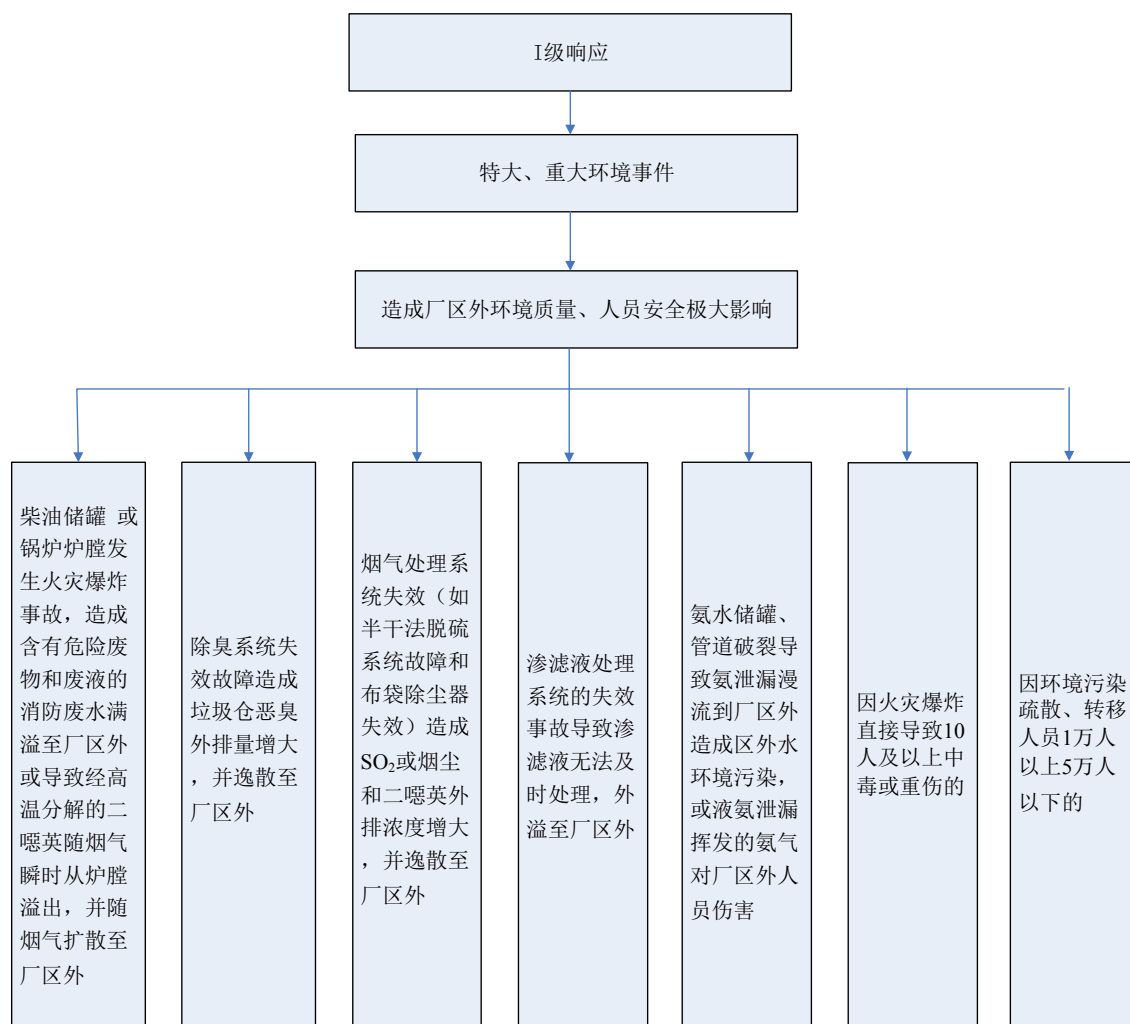 I级响应
特大、重大环境事件
造成厂区外环境质量、人员安全极大影响
柴油储罐 或
锅炉炉膛发
生火灾爆炸
事故，造成
含有危险废
物和废液的
消防废水满
溢至厂区外
或导致经高
温分解的二
噁英随烟气
瞬时从炉膛
溢出，并随
烟气扩散至
厂区外
除臭系统失
效故障造成
垃圾仓恶臭
外排量增大
，并逸散至
厂区外
烟气处理系
统失效（如
半干法脱硫
系统故障和
布袋除尘器
失效）造成
SO₂或烟尘
和二噁英外
排浓度增大
，并逸散至
厂区外
渗滤液处理
系统的失效
事故导致渗
滤液无法及
时处理，外
溢至厂区外
氨水储罐、
管道破裂导
致氨泄漏漫
流到厂区外
造成区外水
环境污染，
或液氨泄漏
挥发的氨气
对厂区外人
员伤害
因火灾爆炸
直接导致10
人及以上中
毒或重伤的
因环境污染
疏散、转移
人员1万人
以上5万人
以下的